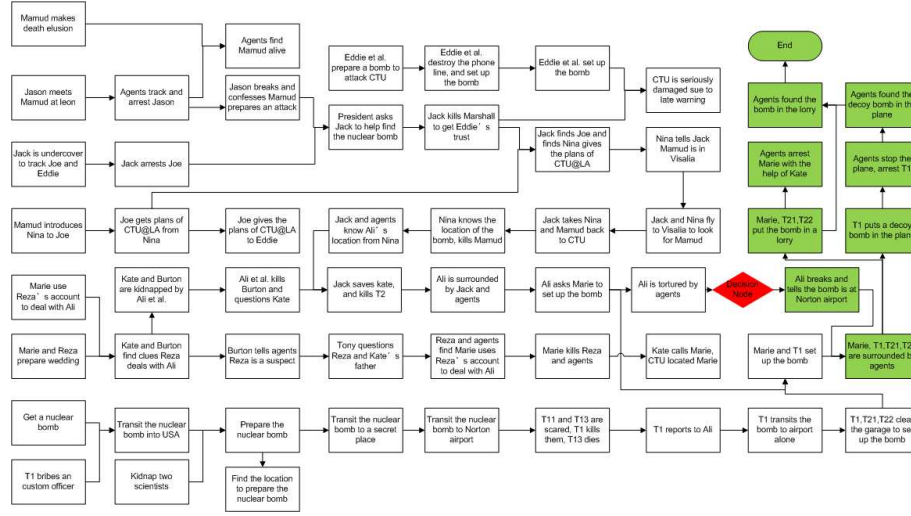 Mamud makes
death elusion
Agents find
Mamud alive
Eddie et al.
prepare a bomb to
attack CTU
Eddie et al.
destroy the phone
line, and set up the
bomb
Eddie et al. set up
the bomb
End
Jason meets
Mamud at leon
Agents track and
arrest Jason
Jason breaks and
confesses Mamud
prepares an attack
CTU is seriously
damaged sue to
late warning
Agents found the
bomb in the lorry
Agents found the
decoy bomb in the
plane
President asks
Jack to help find
the nuclear bomb
Jack kills Marshall
to get Eddie's
trust
Jack is undercover
to track Joe and
Eddie
Jack arrests Joe
Jack finds Joe and
finds Nina gives
the plans of
CTU@LA
Nina tells Jack
Mamud is in
Visalia
Agents arrest
Marie with the
help of Kate
Agents stop the
plane, arrest T1
Mamud introduces
Nina to Joe
Joe gets plans of
CTU@LA from
Nina
Joe gives the
plans of CTU@LA
to Eddie
Jack and agents
know Ali's
location from Nina
Nina knows the
location of the
bomb, kills Mamud
Jack takes Nina
and Mamud back to
CTU
Jack and Nina fly
to Visalia to look
for Mamud
Marie, T21,T22
put the bomb in
a lorry
T1 puts a decoy
bomb in the plan
Marie use
Reza's account
to deal with Ali
Kate and Burton
are kidnapped by
Ali et al.
Ali et al. kills
Burton and
questions Kate
Jack saves kate,
and kills T2
Ali is surrounded
by Jack and
agents
Ali asks Marie to
set up the bomb
Ali is tortured by
agents
Decision
Node
Ali breaks and
tells the bomb is at
Norton airport
Marie and Reza
prepare wedding
Kate and Burton
find clues Reza
deals with Ali
Burton tells agents
Reza is a suspect
Tony questions
Reza and Kate's
father
Reza and agents
find Marie uses
Reza's account
to deal with Ali
Marie kills Reza
and agents
Kate calls Marie,
CTU located Marie
Marie and T1 set
up the bomb
Marie, T1,T21,T2
are surrounded by
agents
Get a nuclear
bomb
Transit the nuclear
bomb into USA
Prepare the
nuclear bomb
Transit the nuclear
bomb to a secret
place
Transit the nuclear
bomb to Norton
airport
T11 and T13 are
scared, T1 kills
them, T13 dies
T1 reports to Ali
T1 transits the
bomb to airport
alone
T1,T21,T22 clea
the garage to se
up the bomb
T1 bribes an
custom officer
Kidnap two
scientists
Find the location
to prepare the
nuclear bomb